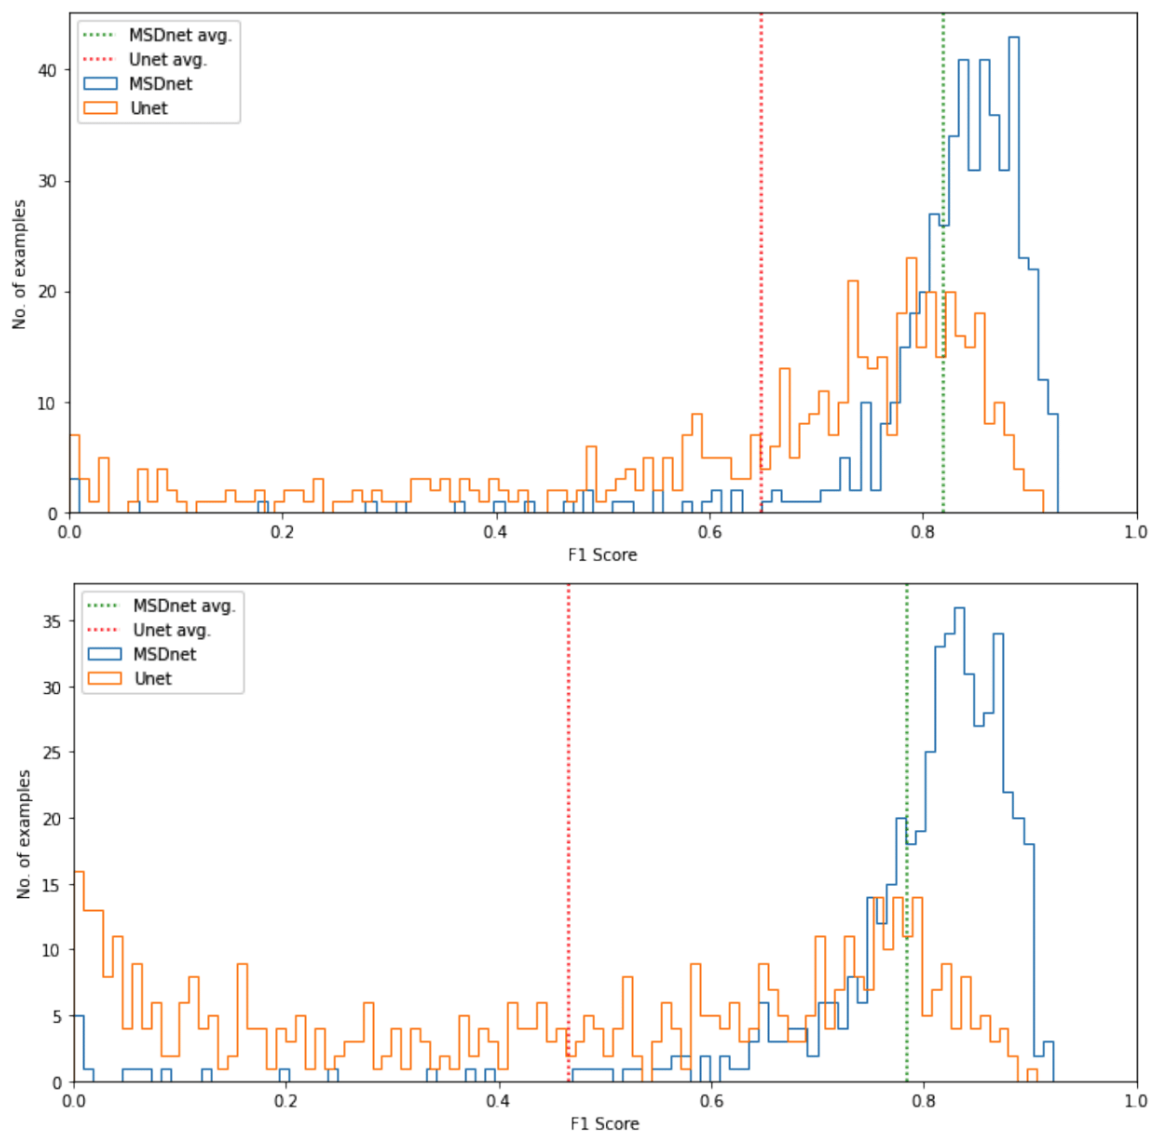 MSDnet avg.
Unet avg.
MSDnet
Unet
No. of examples
40
30
20
10
0
0.0 0.2 0.4 0.6 0.8 1.0
F1 Score
MSDnet avg.
Unet avg.
MSDnet
Unet
No. of examples
35
30
25
20
15
10
5
0
0.0 0.2 0.4 0.6 0.8 1.0
F1 Score